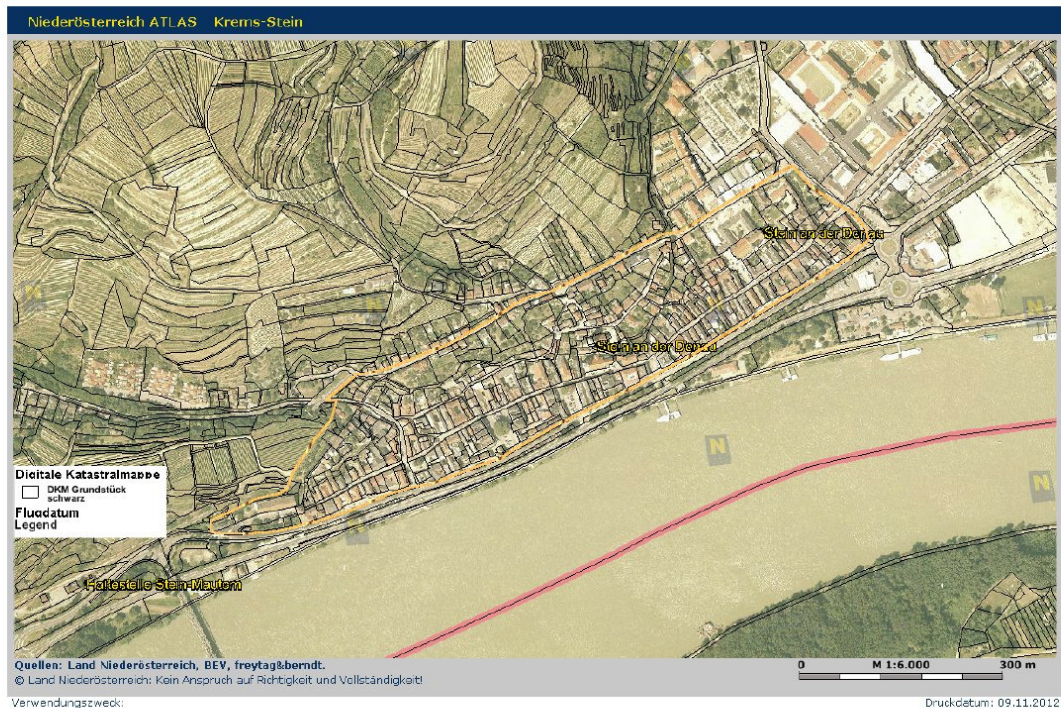 Niederösterreich ATLAS Krems-Stein
Stein an der Donau
Stein an der Donau
Digitale Katastralmappe
DKM Grundstück
schwarz
Flugdatum
Legend
Haltestelle Stein-Mautern
Quellen: Land Niederösterreich, BEV, freytag&berndt.
© Land Niederösterreich: Kein Anspruch auf Richtigkeit und Vollständigkeit!
0 M 1:6.000 300 m
Verwendungszweck:
Druckdatum: 09.11.2012
N
N
N
N
N
N